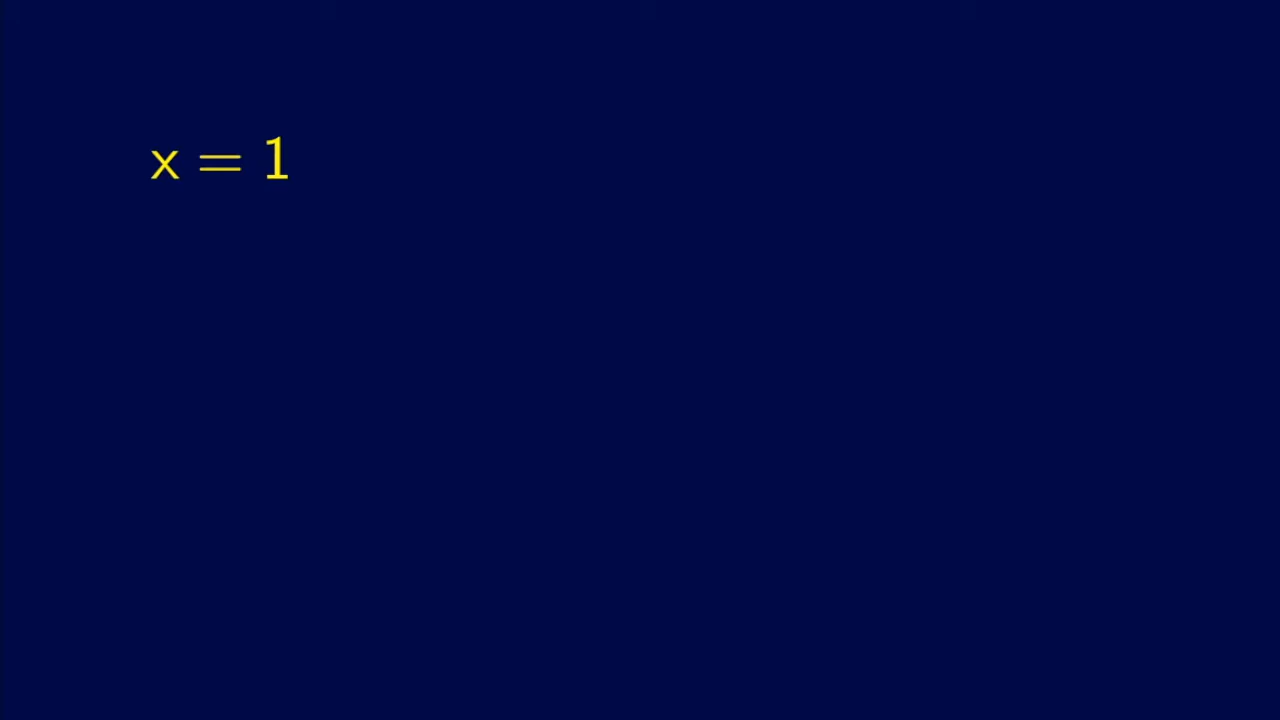 x = 1